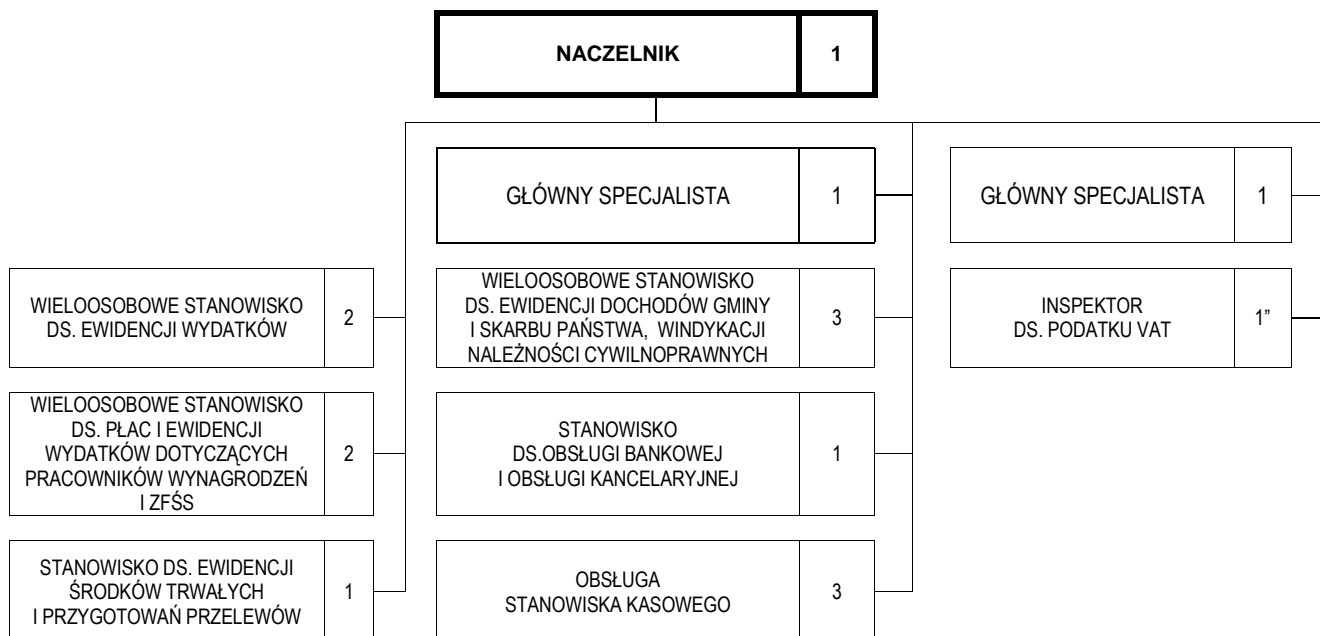 NACZELNIK 1
GŁÓWNY SPECJALISTA 1
GŁÓWNY SPECJALISTA 1
WIELOOSOBOWE STANOWISKO
DS. EWIDENCJI WYDATKÓW
2
WIELOOSOBOWE STANOWISKO
DS. EWIDENCJI DOCHODÓW GMINY
I SKARBU PAŃSTWA, WINDYKACJI
NALEŻNOŚCI CYWILNOPRAWNYCH
3
INSPEKTOR
DS. PODATKU VAT
1”
WIELOOSOBOWE STANOWISKO
DS. PŁAC I EWIDENCJI
WYDATKÓW DOTYCZĄCYCH
PRACOWNIKÓW WYNAGRODZEŃ
I ZFŚS
2
STANOWISKO
DS.OBSŁUGI BANKOWEJ
I OBSŁUGI KANCELARYJNEJ
1
STANOWISKO DS. EWIDENCJI
ŚRODKÓW TRWAŁYCH
I PRZYGOTOWAŃ PRZELEWÓW
1
OBSŁUGA
STANOWISKA KASOWEGO
3